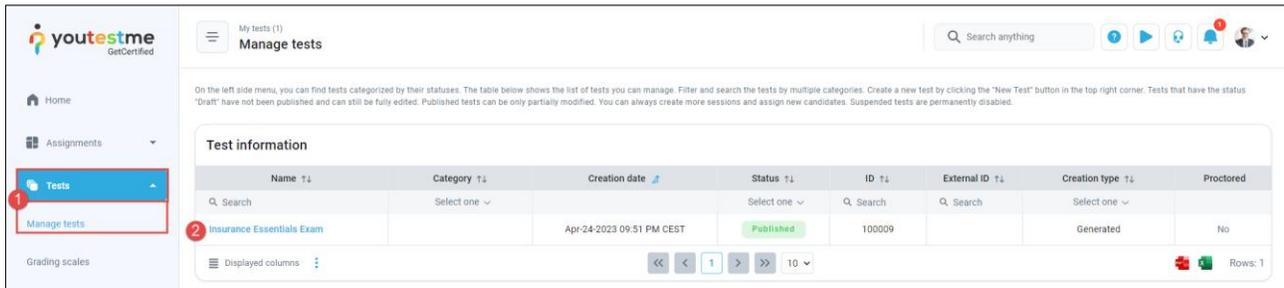 youtestme
GetCertified
My tests (1)
Manage tests
Search anything
1
Home
On the left side menu, you can find tests categorized by their statuses. The table below shows the list of tests you can manage. Filter and search the tests by multiple categories. Create a new test by clicking the "New Test" button in the top right corner. Tests that have the status
"Draft" have not been published and can still be fully edited. Published tests can be only partially modified. You can always create more sessions and assign new candidates. Suspended tests are permanently disabled.
Assignments
Test information
1 Tests
Name Category Creation date Status ID External ID Creation type Proctored
Search Select one Select one Search Search Select one
Manage tests
2 Insurance Essentials Exam Apr-24-2023 09:51 PM CEST Published 100009 Generated No
Grading scales
Displayed columns << < 1 > >> 10 Rows: 1